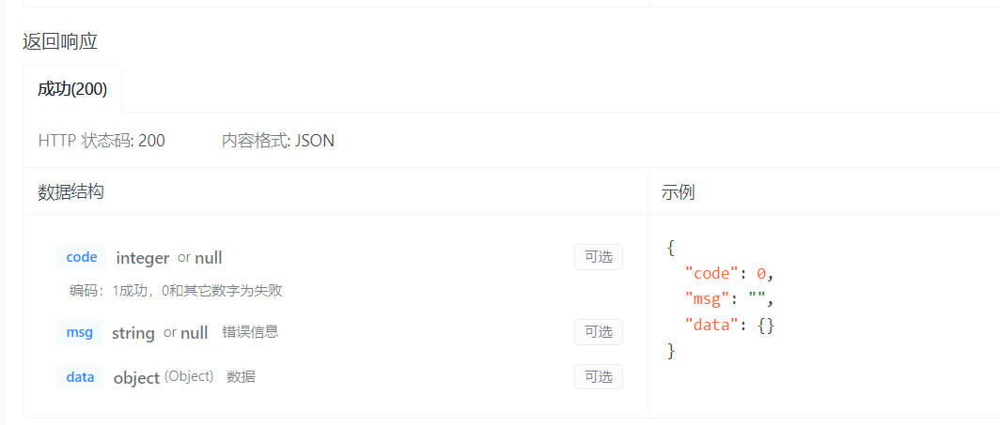 返回响应
成功(200)
HTTP 状态码: 200 内容格式: JSON
数据结构
示例
code integer or null 可选
编码：1成功，0和其它数字为失败
msg string or null 错误信息 可选
data object (Object) 数据 可选
{
"code": 0,
"msg": "",
"data": {}
}